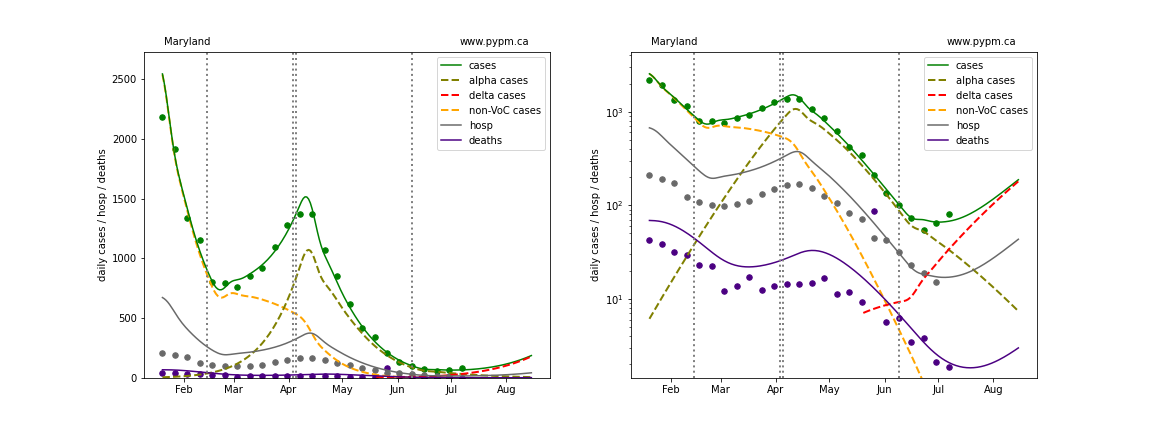 Maryland www.pypm.ca
daily cases / hosp / deaths
2500
2000
1500
1000
500
0
cases
alpha cases
delta cases
non-VoC cases
hosp
deaths
Feb Mar Apr May Jun Jul Aug
Maryland www.pypm.ca
daily cases / hosp / deaths
10³
10²
10¹
cases
alpha cases
delta cases
non-VoC cases
hosp
deaths
Feb Mar Apr May Jun Jul Aug